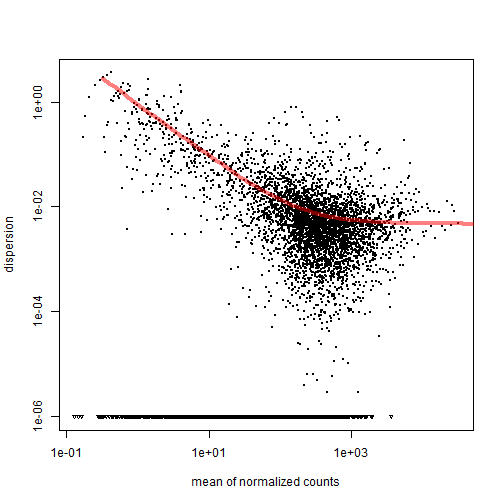 dispersion
1e+00
1e-02
1e-04
1e-06
1e-01
1e+01
1e+03
mean of normalized counts